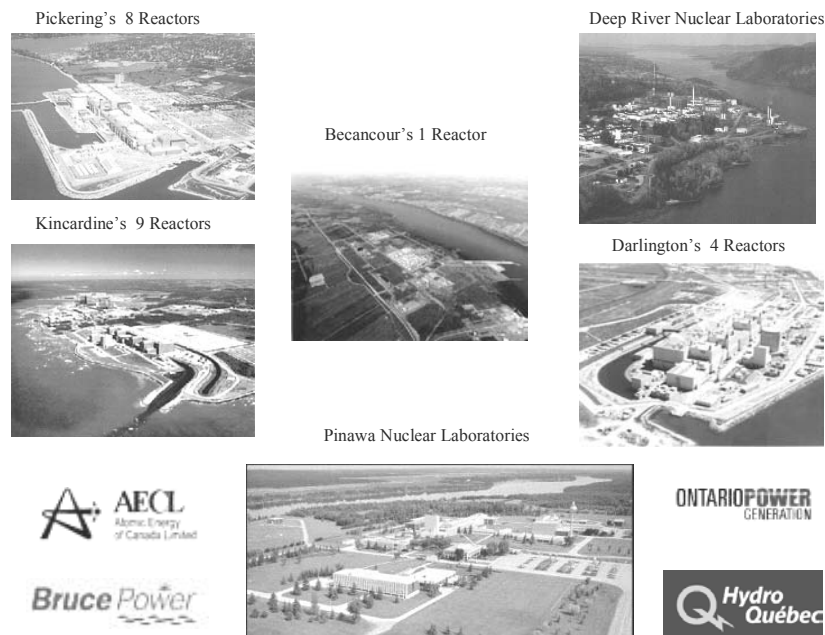 Pickering's 8 Reactors
Deep River Nuclear Laboratories
Becancour's 1 Reactor
Kincardine's 9 Reactors
Darlington's 4 Reactors
Pinawa Nuclear Laboratories
AECL
Atomic Energy
of Canada Limited
ONTARIOPOWER
GENERATION
Bruce Power
Hydro
Québec